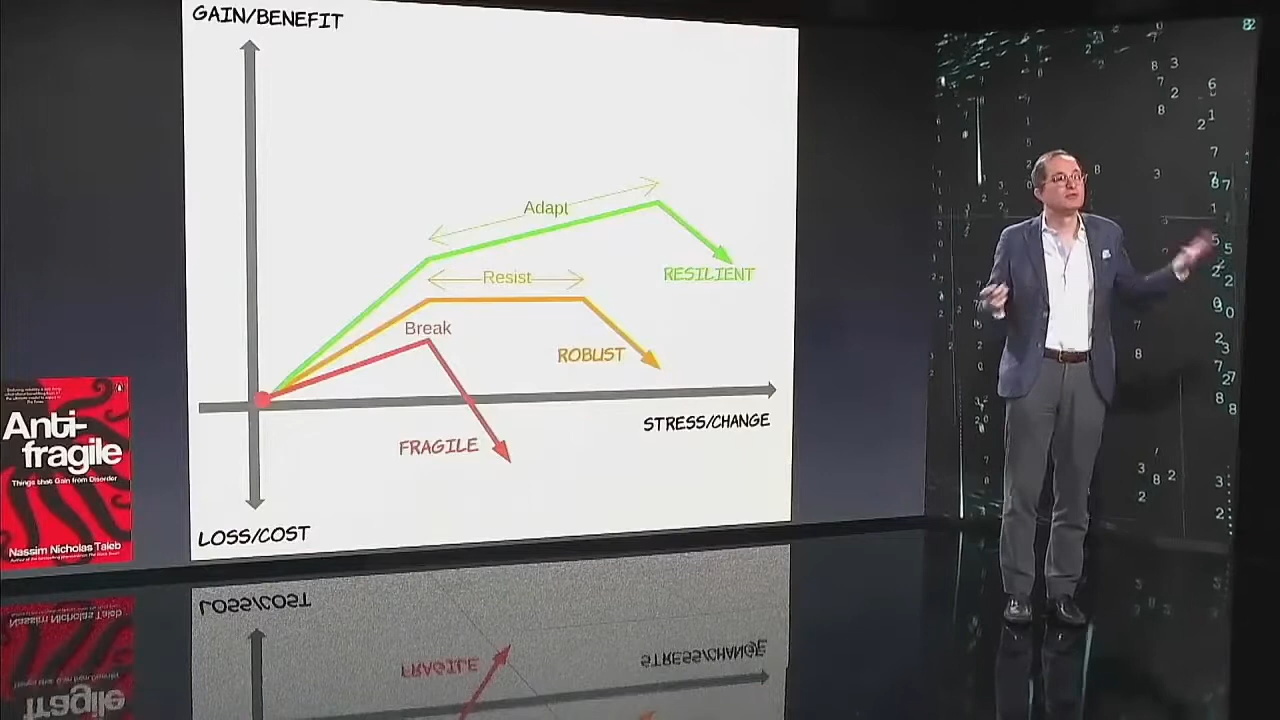 GAIN/BENEFIT
Adapt
RESILIENT
Resist
Break
ROBUST
STRESS/CHANGE
FRAGILE
LOSS/COST
Anti-
fragile
Things that Gain from Disorder
Nassim Nicholas Taleb